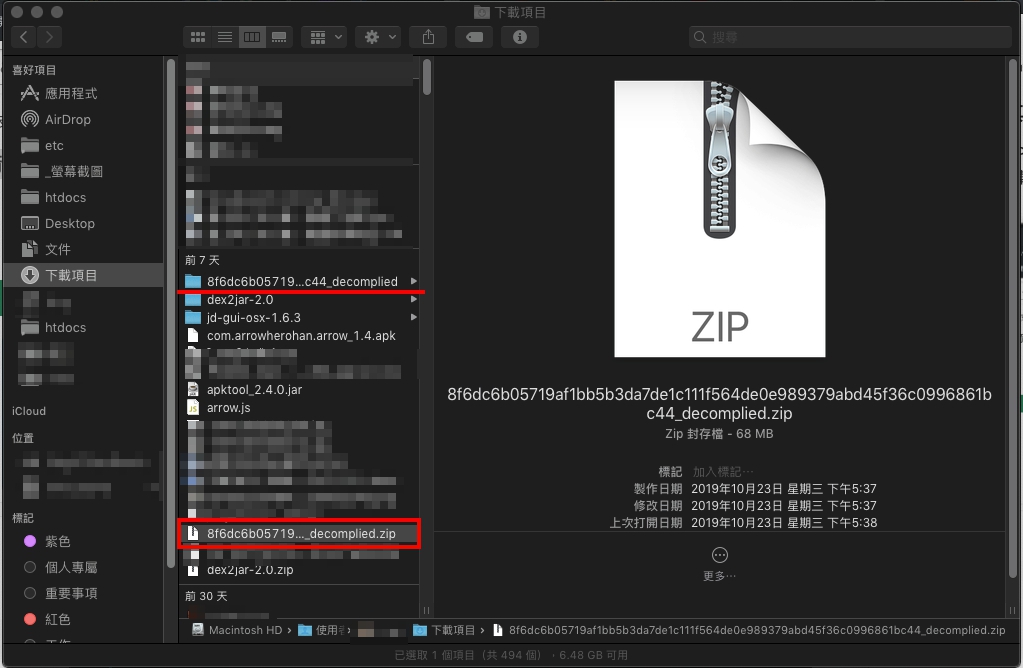 下載項目
搜尋
喜好項目
應用程式
AirDrop
etc
_螢幕截圖
htdocs
Desktop
文件
下載項目
htdocs
iCloud
位置
標記
紫色
個人專屬
重要事項
紅色
工作
前 7 天
8f6dc6b05719...c44_decomplied
dex2jar-2.0
jd-gui-osx-1.6.3
com.arrowherohan.arrow_1.4.apk
apktool_2.4.0.jar
arrow.js
8f6dc6b05719..._decomplied.zip
dex2jar-2.0.zip
前 30 天
ZIP
8f6dc6b05719af1bb5b3da7de1c111f564de0e989379abd45f36c0996861b
c44_decomplied.zip
Zip 封存檔 - 68 MB
標記 加入標記…
製作日期 2019年10月23日 星期三 下午5:37
修改日期 2019年10月23日 星期三 下午5:37
上次打開日期 2019年10月23日 星期三 下午5:38
更多…
Macintosh HD › 使用 › 下載項目 › 8f6dc6b05719af1bb5b3da7de1c111f564de0e989379abd45f36c0996861bc44_decomplied.zip
已選取 1 個項目（共 494 個），6.48 GB 可用